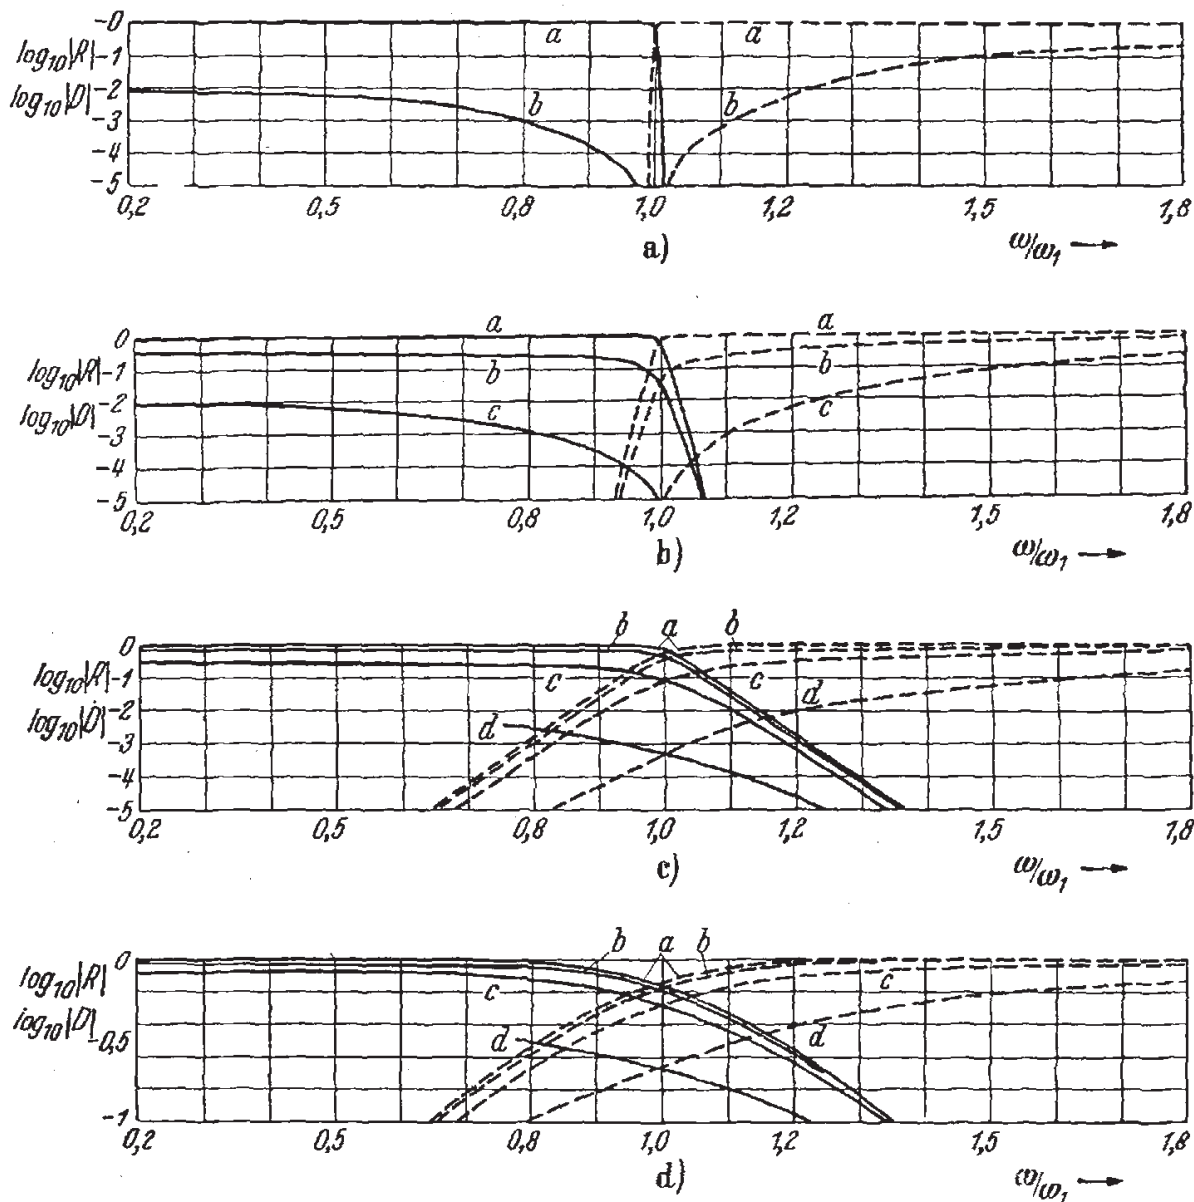 -0
log₁₀|R|
-1
log₁₀|D|
-2
-3
-4
-5
a
a
b
b
0,2
0,5
0,8
1,0
1,2
1,5
1,8
a)
ω/ω₁
0
log₁₀|R|
-1
-2
log₁₀|D|
-3
-4
-5
a
a
b
b
c
c
0,2
0,5
0,8
1,0
1,2
1,5
1,8
b)
ω/ω₁
b
a
b
0
log₁₀|R|
-1
-2
log₁₀|D|
-3
-4
-5
c
c
d
d
0,2
0,5
0,8
1,0
1,2
1,5
1,8
c)
ω/ω₁
b
a
b
0
log₁₀|R|
log₁₀|D|
-0,5
-1
c
c
d
d
0,2
0,5
0,8
1,0
1,2
1,5
1,8
d)
ω/ω₁